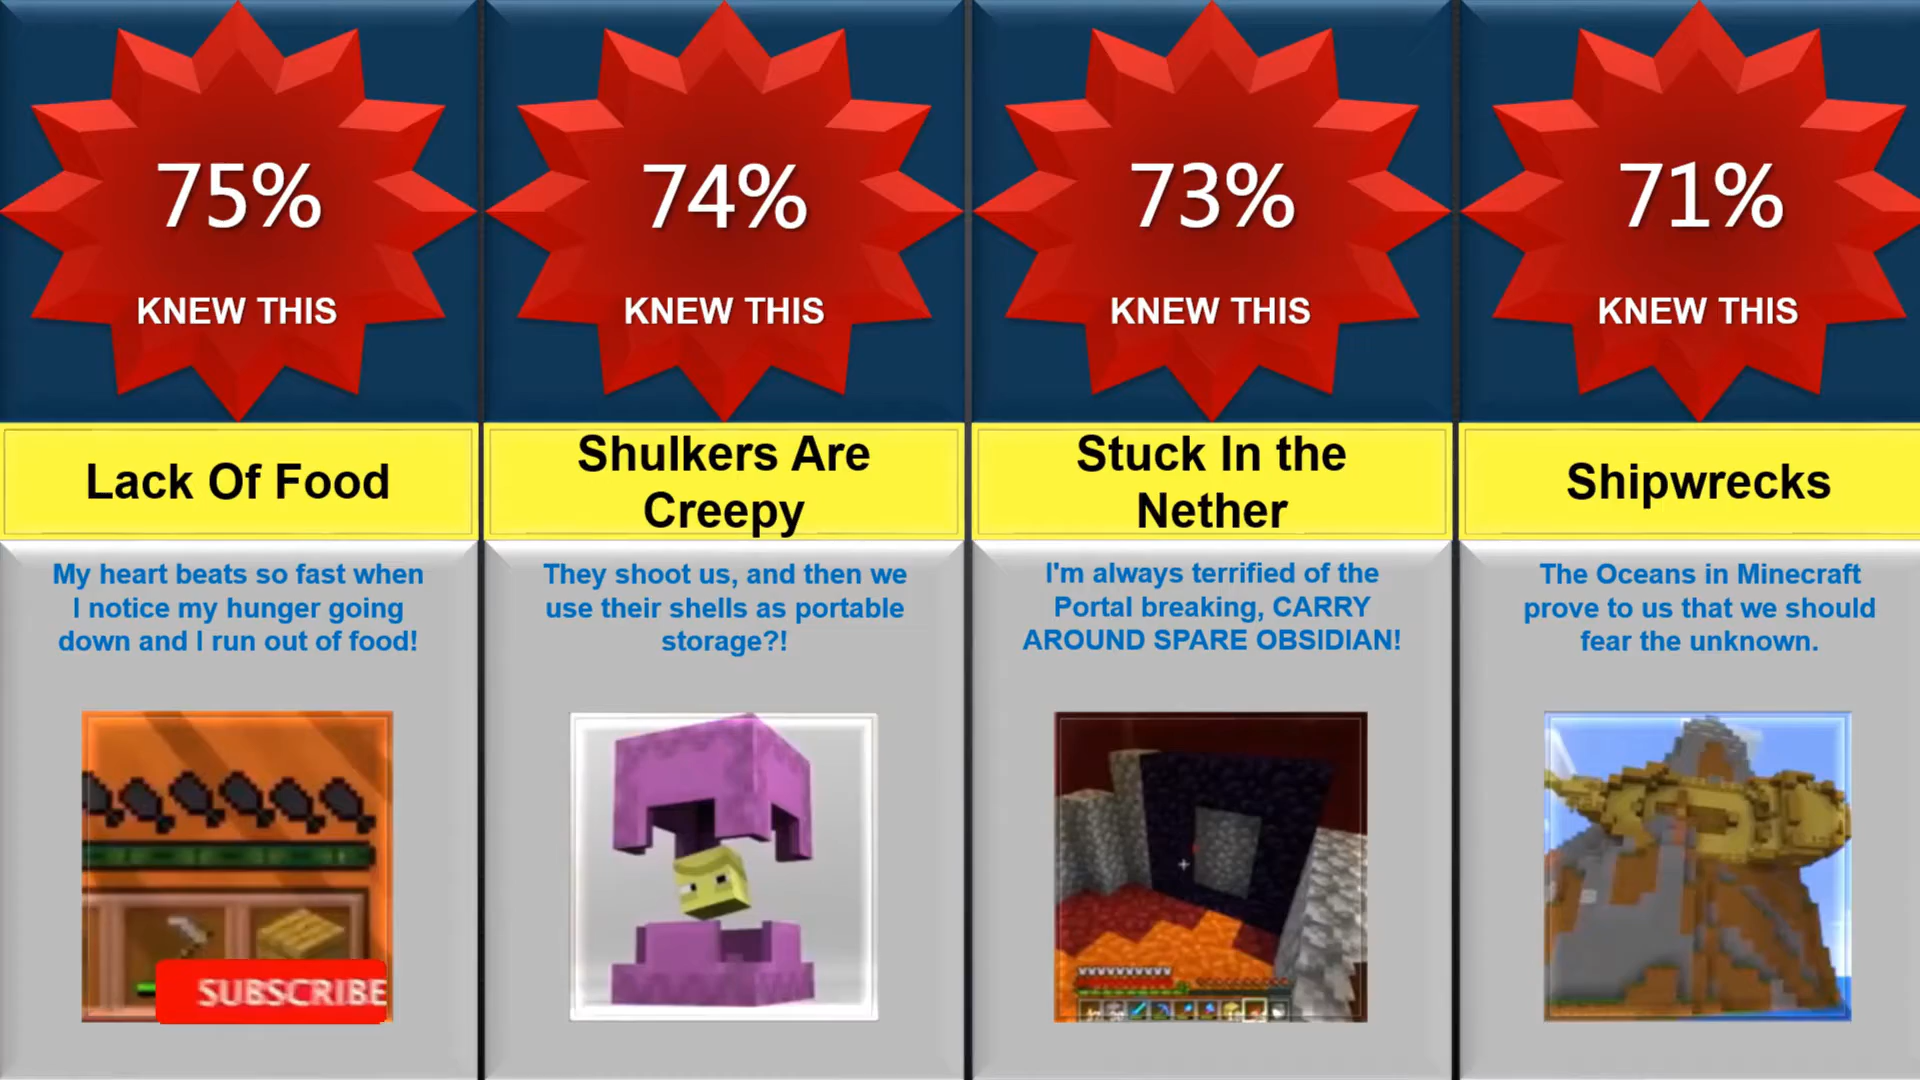 75%
KNEW THIS
Lack Of Food
My heart beats so fast when
I notice my hunger going
down and I run out of food!
SUBSCRIBE
74%
KNEW THIS
Shulkers Are
Creepy
They shoot us, and then we
use their shells as portable
storage?!
73%
KNEW THIS
Stuck In the
Nether
I'm always terrified of the
Portal breaking, CARRY
AROUND SPARE OBSIDIAN!
71%
KNEW THIS
Shipwrecks
The Oceans in Minecraft
prove to us that we should
fear the unknown.